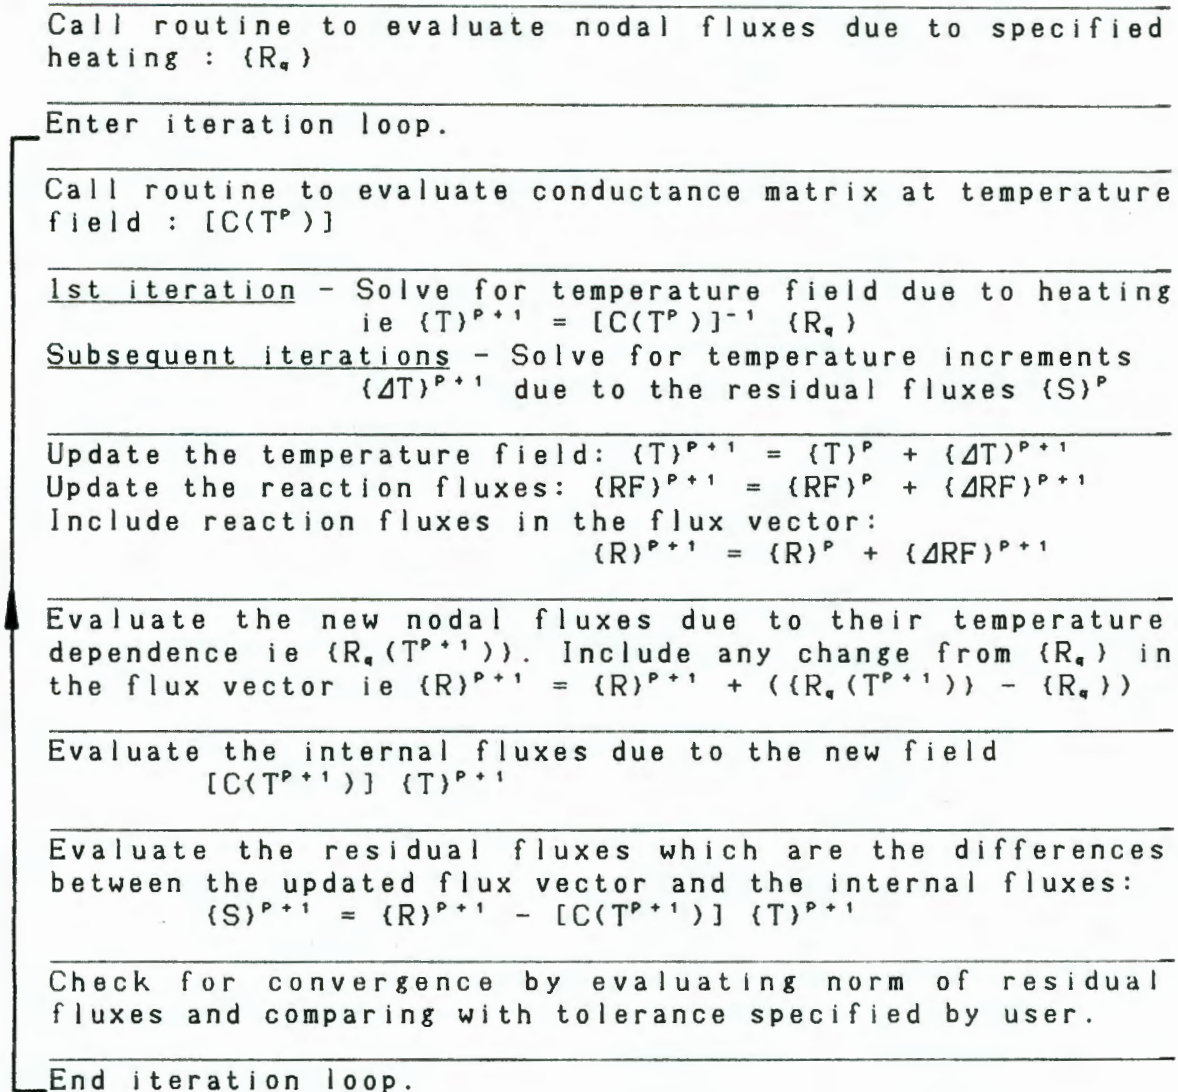 Call routine to evaluate nodal fluxes due to specified
heating : {R_q}
Enter iteration loop.
Call routine to evaluate conductance matrix at temperature
field : [C(T^P)]
1st iteration - Solve for temperature field due to heating
ie {T}^{P+1} = [C(T^P)]^{-1} {R_q}
Subsequent iterations - Solve for temperature increments
{ΔT}^{P+1} due to the residual fluxes {S}^P
Update the temperature field: {T}^{P+1} = {T}^P + {ΔT}^{P+1}
Update the reaction fluxes: {RF}^{P+1} = {RF}^P + {ΔRF}^{P+1}
Include reaction fluxes in the flux vector:
{R}^{P+1} = {R}^P + {ΔRF}^{P+1}
Evaluate the new nodal fluxes due to their temperature
dependence ie {R_q(T^{P+1})}. Include any change from {R_q} in
the flux vector ie {R}^{P+1} = {R}^{P+1} + ({R_q(T^{P+1})} - {R_q})
Evaluate the internal fluxes due to the new field
[C(T^{P+1})] {T}^{P+1}
Evaluate the residual fluxes which are the differences
between the updated flux vector and the internal fluxes:
{S}^{P+1} = {R}^{P+1} - [C(T^{P+1})] {T}^{P+1}
Check for convergence by evaluating norm of residual
fluxes and comparing with tolerance specified by user.
End iteration loop.